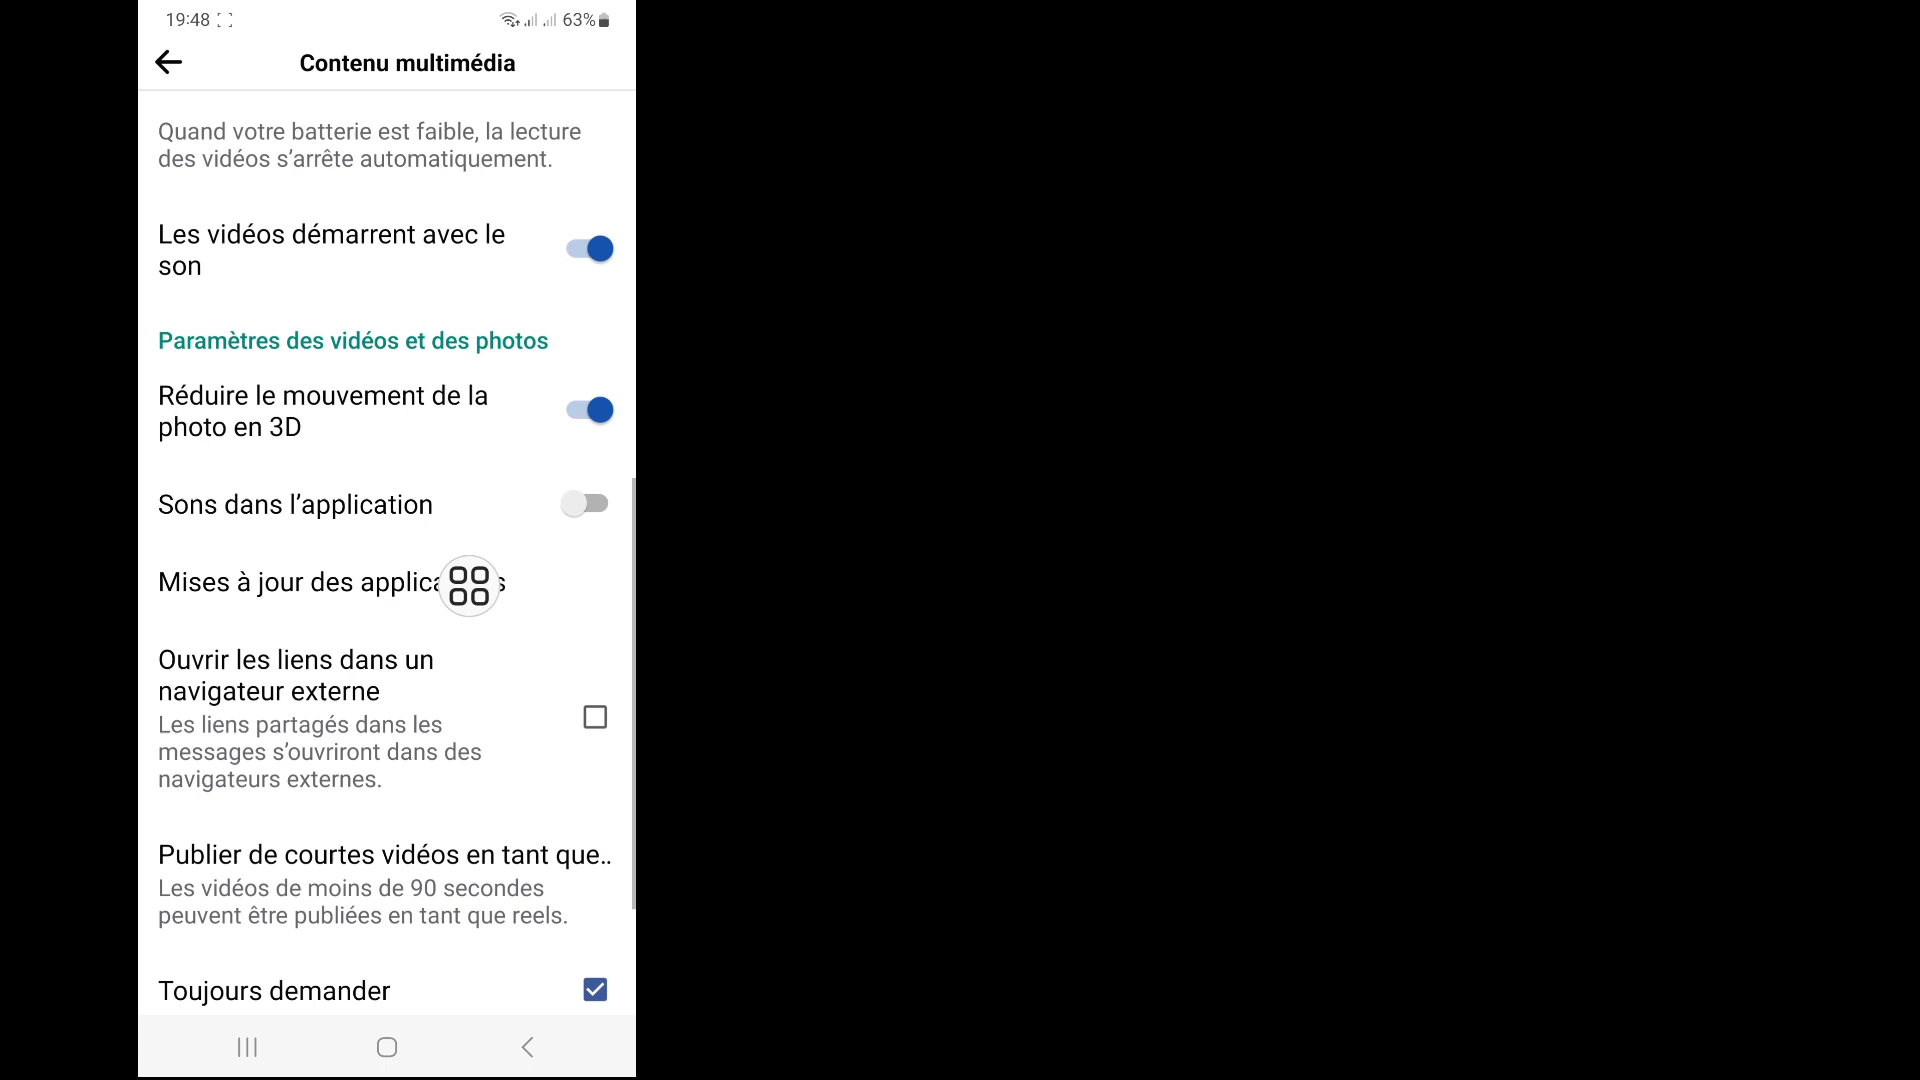 19:48
63%
Contenu multimédia
Quand votre batterie est faible, la lecture
des vidéos s’arrête automatiquement.
Les vidéos démarrent avec le
son
Paramètres des vidéos et des photos
Réduire le mouvement de la
photo en 3D
Sons dans l’application
Mises à jour des
Ouvrir les liens dans un
navigateur externe
Les liens partagés dans les
messages s’ouvriront dans des
navigateurs externes.
Publier de courtes vidéos en tant que..
Les vidéos de moins de 90 secondes
peuvent être publiées en tant que reels.
Toujours demander